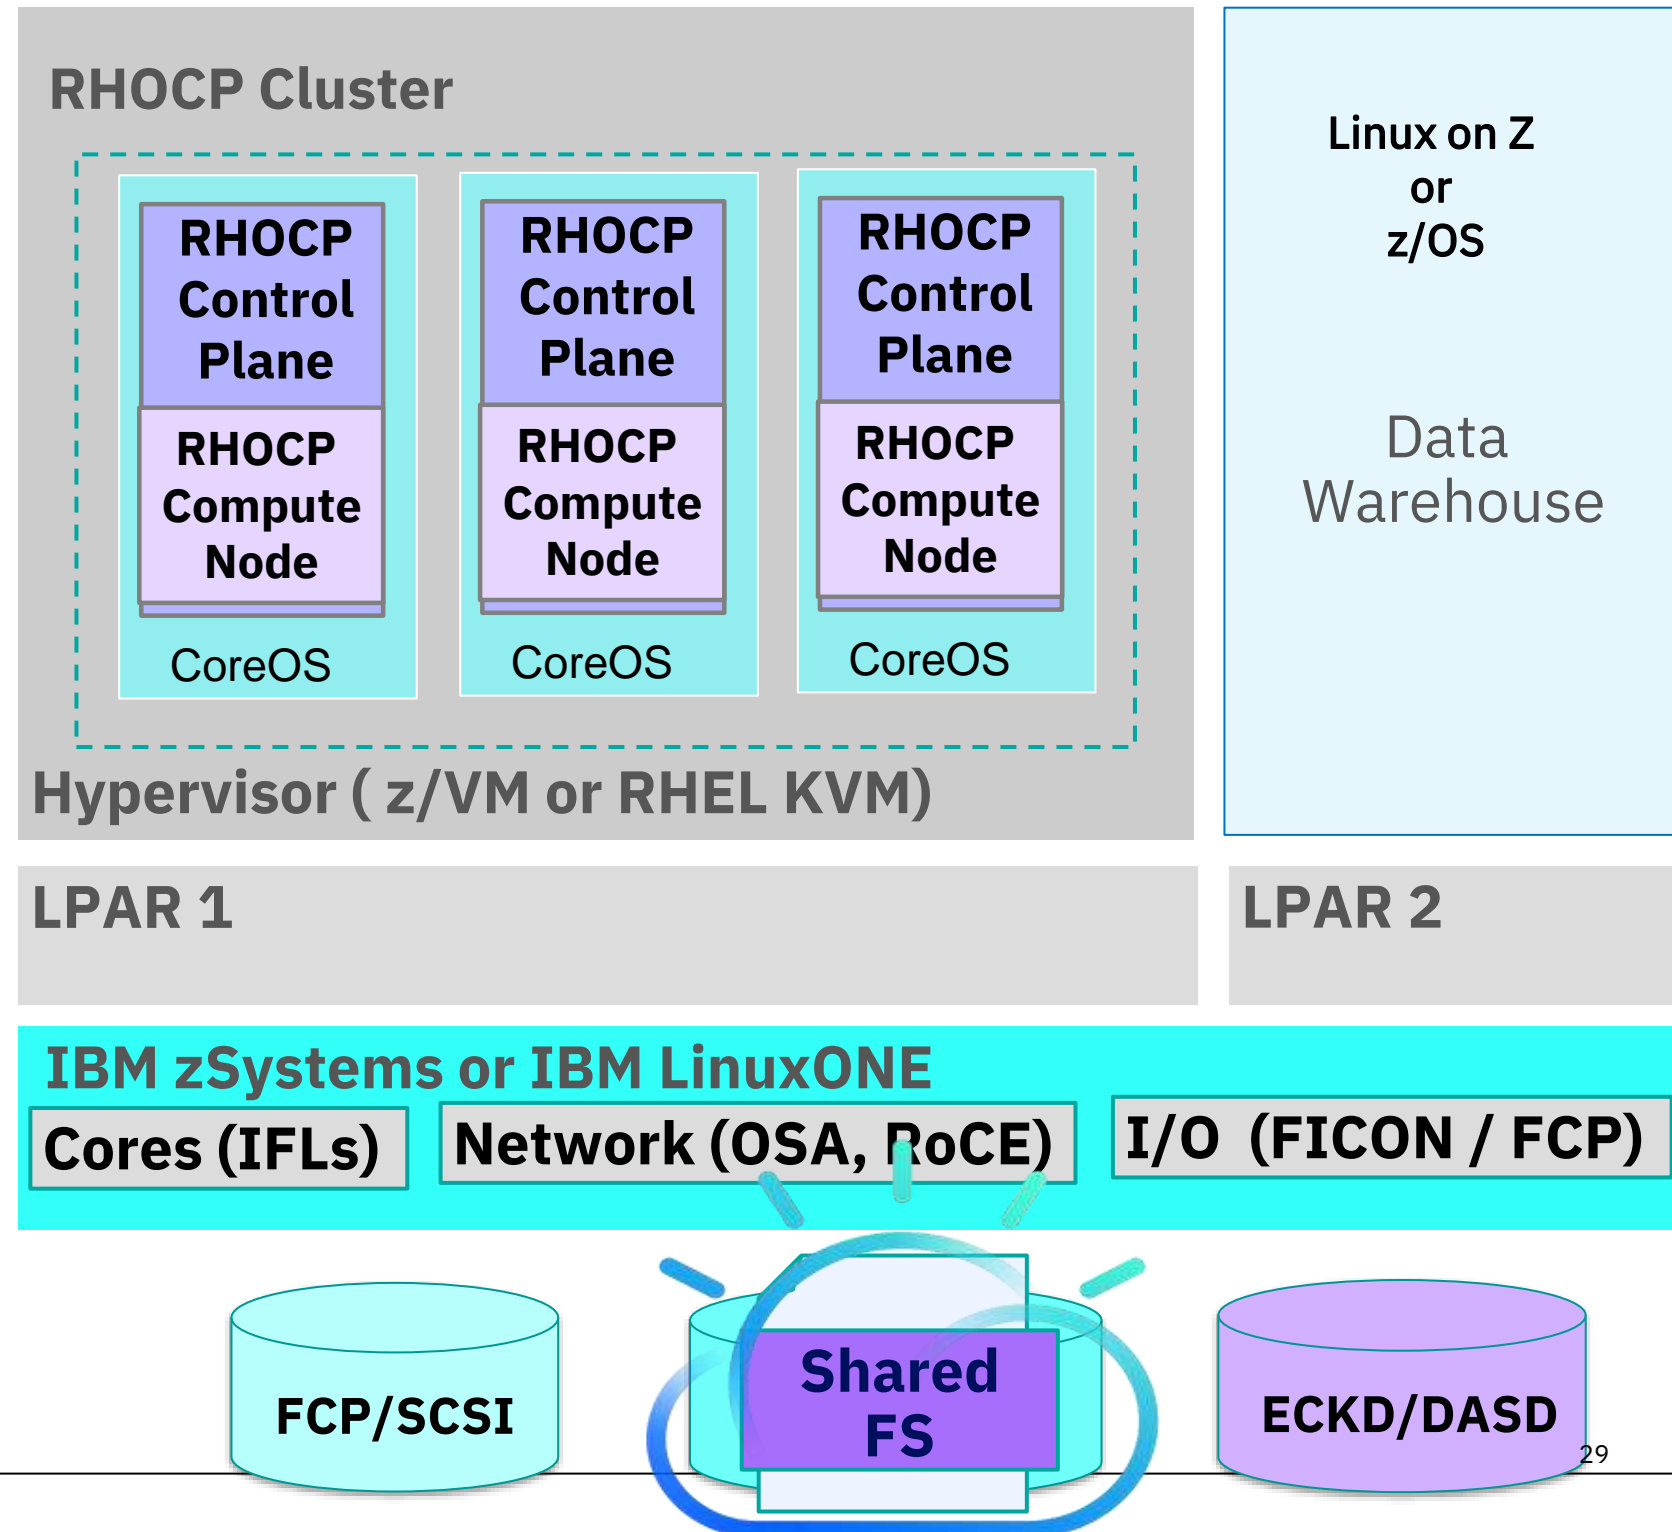 RHOCP Cluster
RHOCP
Control
Plane
RHOCP
Compute
Node
CoreOS
RHOCP
Control
Plane
RHOCP
Compute
Node
CoreOS
RHOCP
Control
Plane
RHOCP
Compute
Node
CoreOS
Hypervisor ( z/VM or RHEL KVM)
Linux on Z
or
z/OS
Data
Warehouse
LPAR 1
LPAR 2
IBM zSystems or IBM LinuxONE
Cores (IFLs)
Network (OSA, RoCE)
I/O (FICON / FCP)
FCP/SCSI
Shared
FS
ECKD/DASD
29